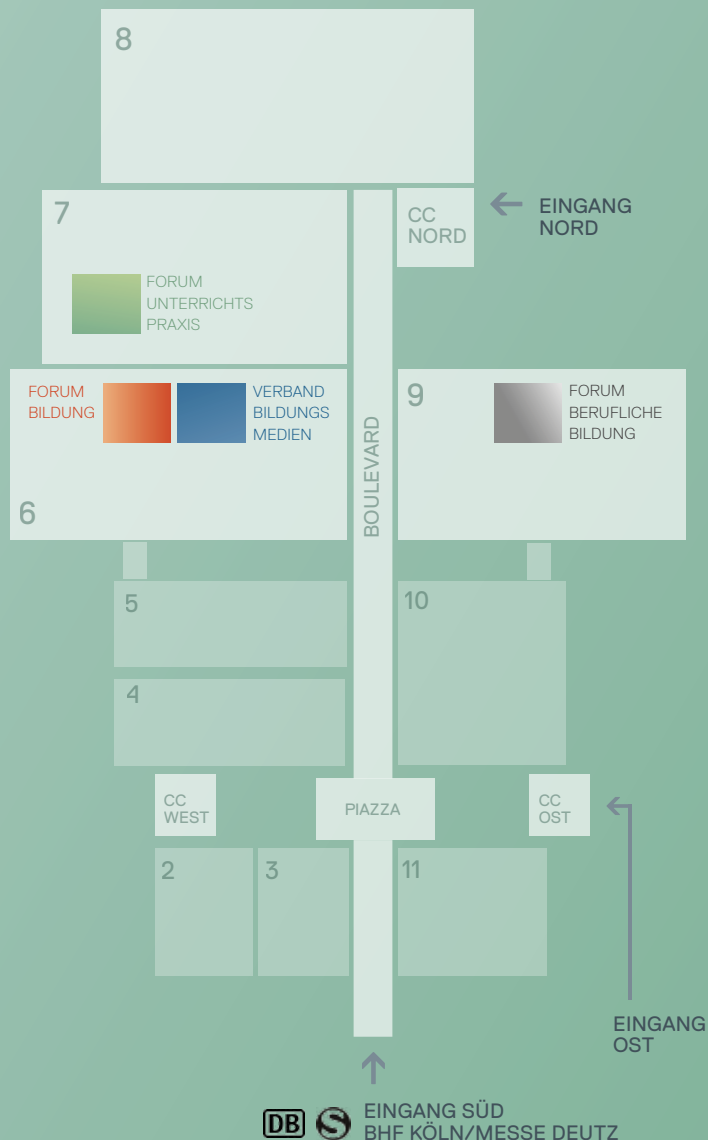 8
7
CC
NORD
EINGANG
NORD
FORUM
UNTERRICHTS
PRAXIS
FORUM
BILDUNG
VERBAND
BILDUNGS
MEDIEN
6
BOULEVARD
9
FORUM
BERUFLICHE
BILDUNG
5
10
4
CC
WEST
PIAZZA
CC
OST
2
3
11
EINGANG
OST
DB
S
EINGANG SÜD
BHF KÖLN/MESSE DEUTZ